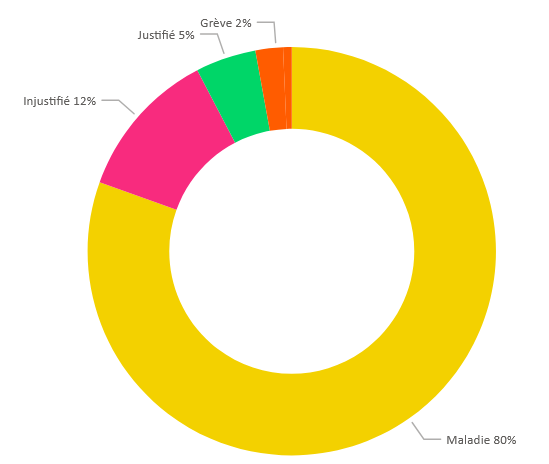 Grève 2%
Justifié 5%
Injustifié 12%
Maladie 80%